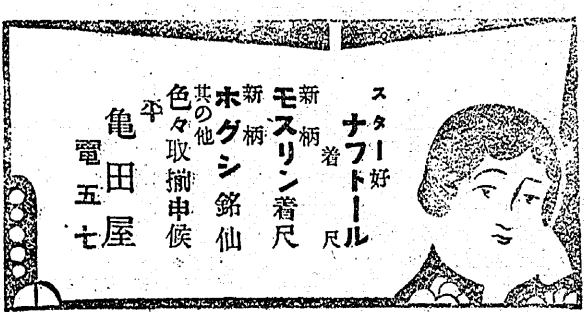 スター好
ナフトール着尺
新柄
モスリン着尺
新柄
ホグシ銘仙
其の他
色々取揃申候
平
亀田屋
電五七